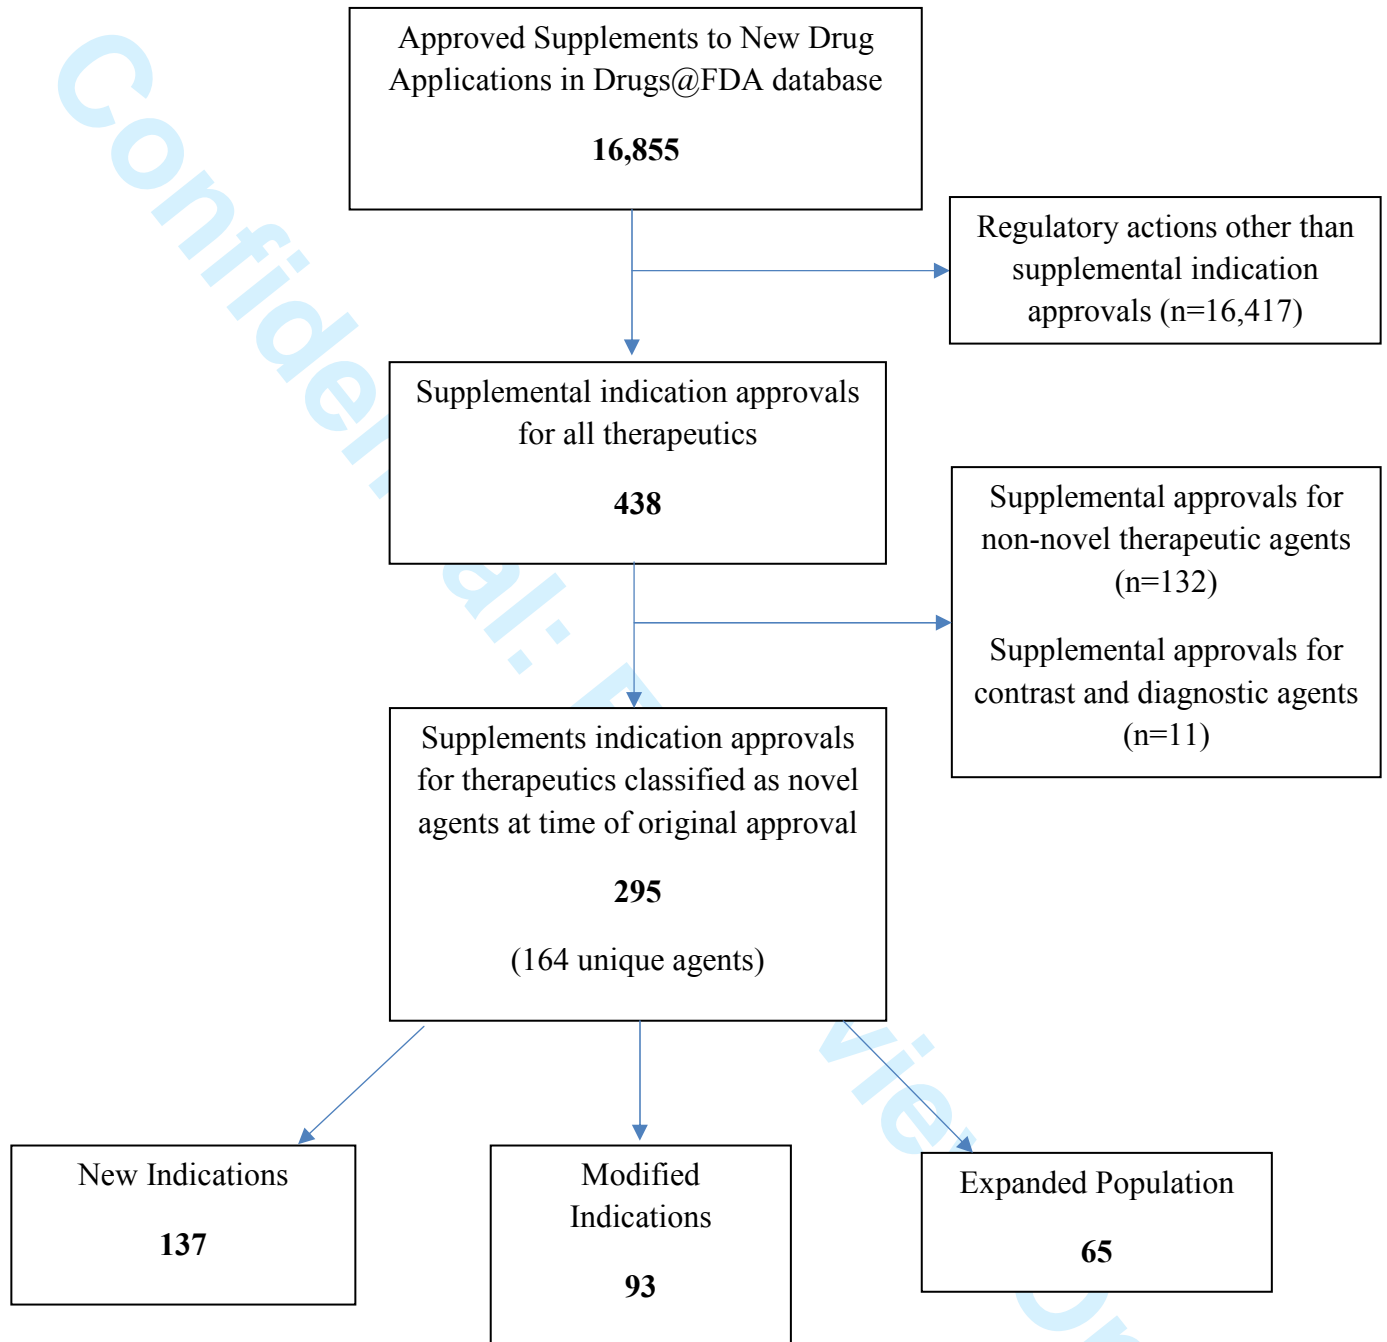 Approved Supplements to New Drug
Applications in Drugs@FDA database
16,855
Regulatory actions other than
supplemental indication
approvals (n=16,417)
Supplemental indication approvals
for all therapeutics
438
Supplemental approvals for
non-novel therapeutic agents
(n=132)
Supplemental approvals for
contrast and diagnostic agents
(n=11)
Supplements indication approvals
for therapeutics classified as novel
agents at time of original approval
295
(164 unique agents)
New Indications
137
Modified
Indications
93
Expanded Population
65